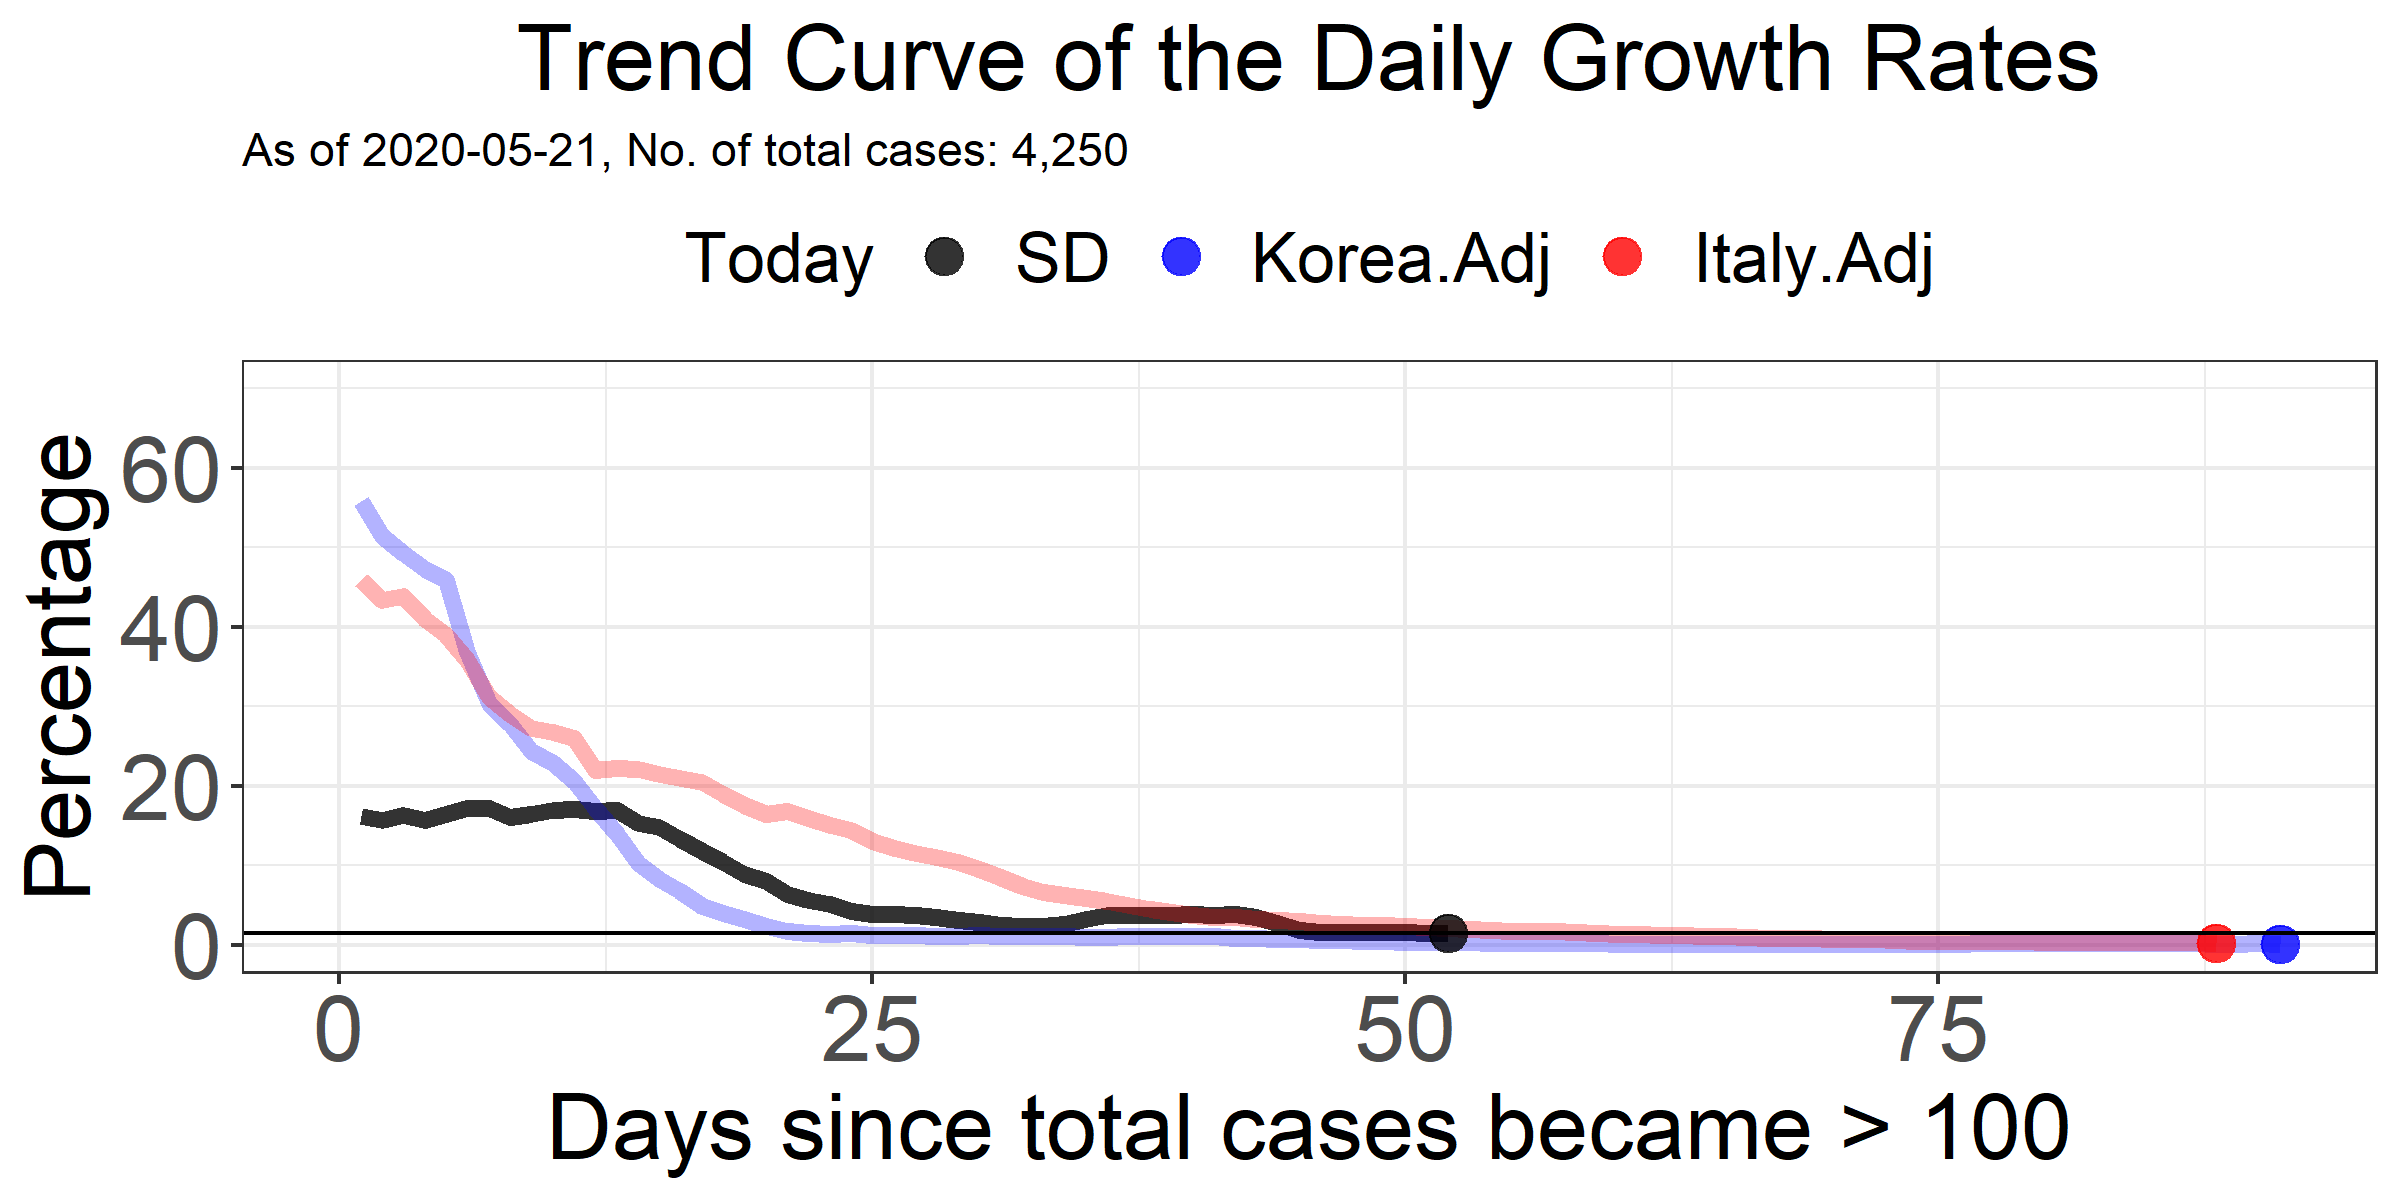 Trend Curve of the Daily Growth Rates
As of 2020-05-21, No. of total cases: 4,250
Today SD Korea.Adj Italy.Adj
Percentage
60
40
20
0
0 25 50 75
Days since total cases became > 100